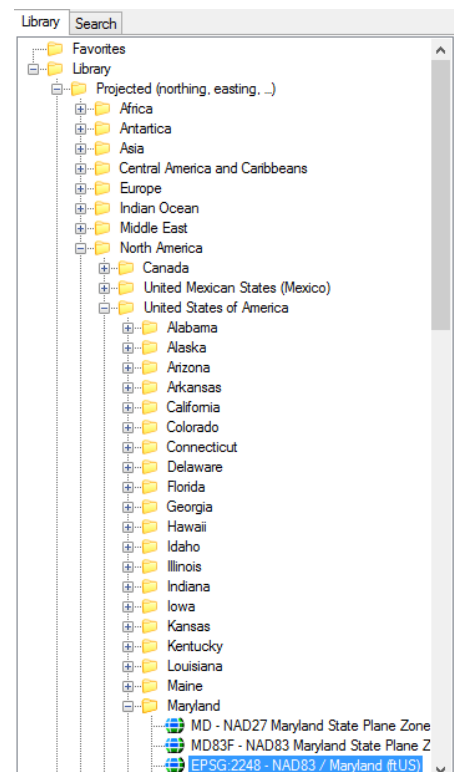 Library Search
Favorites
Library
Projected (northing, easting, ...)
Africa
Antartica
Asia
Central America and Caribbeans
Europe
Indian Ocean
Middle East
North America
Canada
United Mexican States (Mexico)
United States of America
Alabama
Alaska
Arizona
Arkansas
California
Colorado
Connecticut
Delaware
Florida
Georgia
Hawaii
Idaho
Illinois
Indiana
Iowa
Kansas
Kentucky
Louisiana
Maine
Maryland
MD - NAD27 Maryland State Plane Zone
MD83F - NAD83 Maryland State Plane Z
EPSG:2248 - NAD83 / Maryland (ftUS)